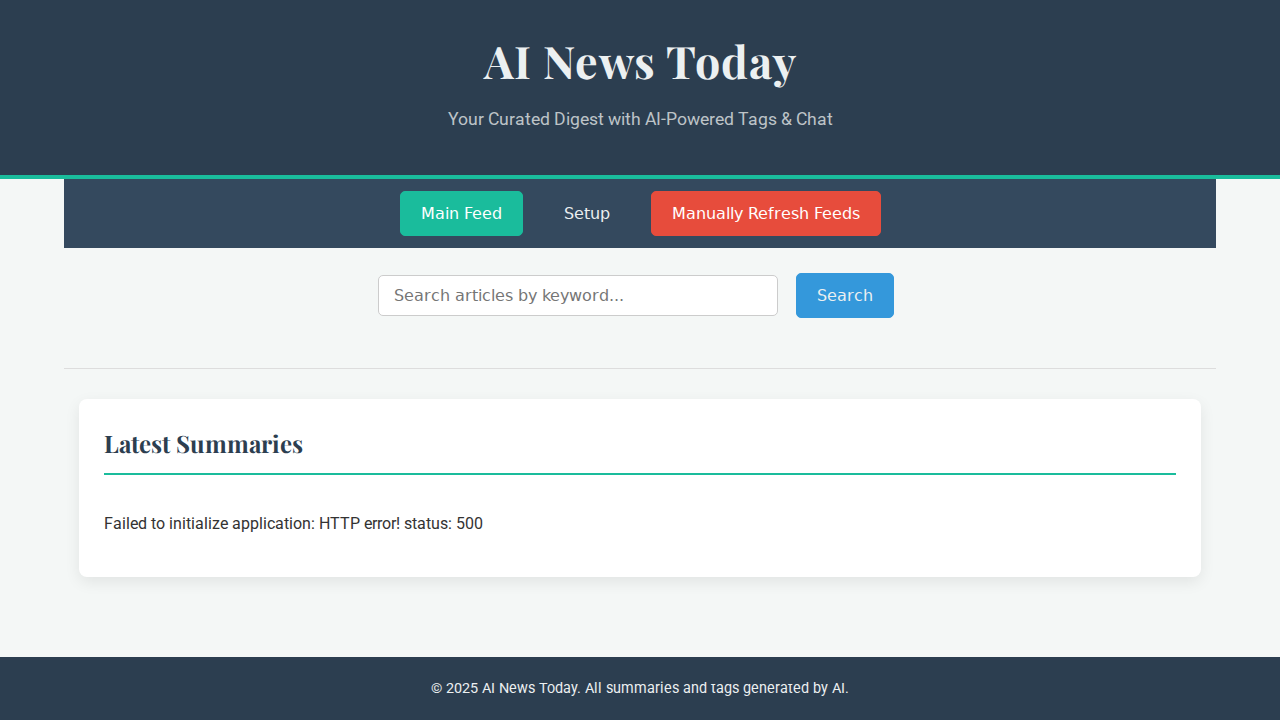 AI News Today
Your Curated Digest with AI-Powered Tags & Chat
Main Feed
Setup
Manually Refresh Feeds
Search articles by keyword...
Search
Latest Summaries
Failed to initialize application: HTTP error! status: 500
© 2025 AI News Today. All summaries and tags generated by AI.